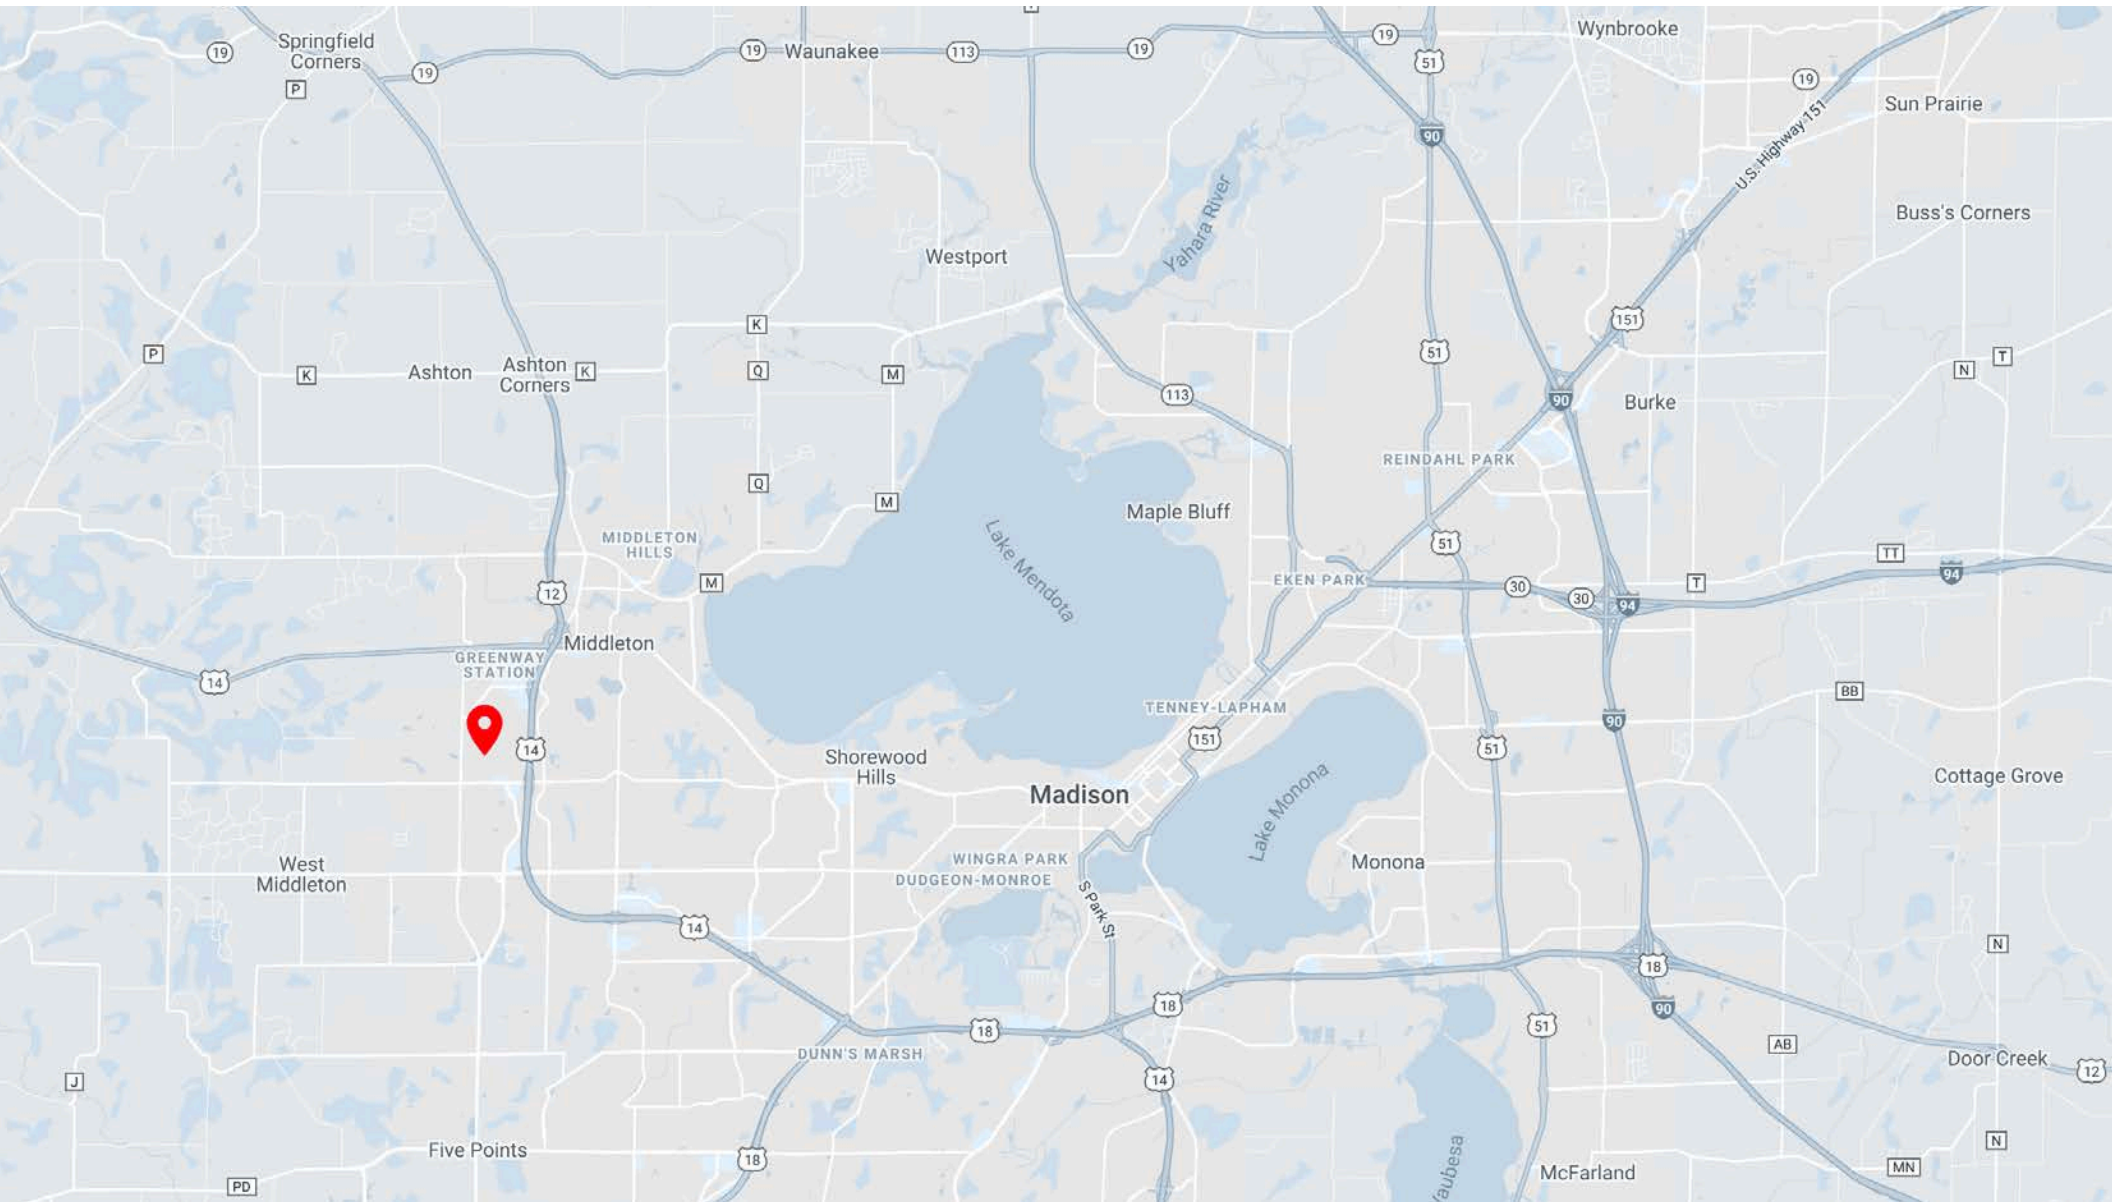 19
Springfield
Corners
P
19
19
Waunakee
113
19
19
51
Wynbrooke
19
Sun Prairie
90
U.S. Highway 151
Yahara River
Buss's Corners
Westport
K
151
P
51
K
Ashton
Ashton
Corners
K
Q
M
113
90
Burke
N
T
REINDAHL PARK
Q
M
Maple Bluff
Lake Mendota
MIDDLETON
HILLS
M
51
EKEN PARK
30
30
94
T
TT
94
12
Middleton
GREENWAY
STATION
14
14
TENNEY-LAPHAM
151
51
90
BB
Shorewood
Hills
Madison
Lake Monona
Cottage Grove
West
Middleton
WINGRA PARK
DUDGEON-MONROE
S Park St
Monona
14
18
N
18
18
90
51
DUNN'S MARSH
14
AB
Door Creek
12
J
Five Points
18
PD
McFarland
MN
N